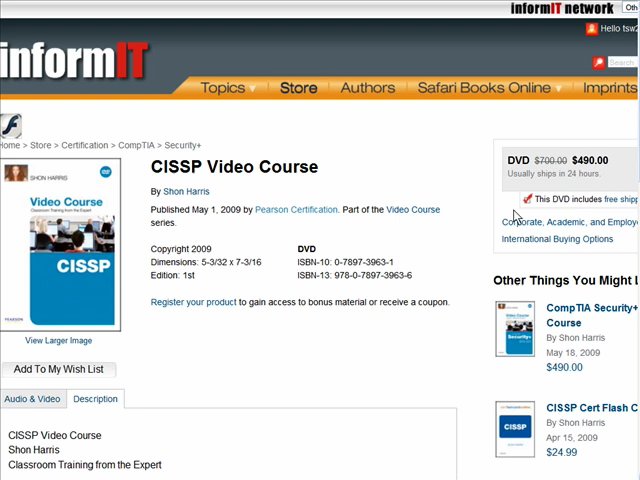 informIT network
Oth
Hello tsw2
informIT
Search
Topics
Store
Authors
Safari Books Online
Imprints
Home > Store > Certification > CompTIA > Security+
SHON HARRIS
Video Course
Classroom Training from the Expert
CISSP
PEARSON
View Larger Image
Add To My Wish List
CISSP Video Course
By Shon Harris
Published May 1, 2009 by Pearson Certification. Part of the Video Course
series.
Copyright 2009
Dimensions: 5-3/32 x 7-3/16
Edition: 1st
DVD
ISBN-10: 0-7897-3963-1
ISBN-13: 978-0-7897-3963-6
Register your product to gain access to bonus material or receive a coupon.
DVD $700.00 $490.00
Usually ships in 24 hours.
This DVD includes free shipp
Corporate, Academic, and Employe
International Buying Options
Other Things You Might L
Video Course
Security+
CompTIA Security+
Course
By Shon Harris
May 18, 2009
$490.00
CISSP
CISSP Cert Flash C
By Shon Harris
Apr 15, 2009
$24.99
Audio & Video
Description
CISSP Video Course
Shon Harris
Classroom Training from the Expert